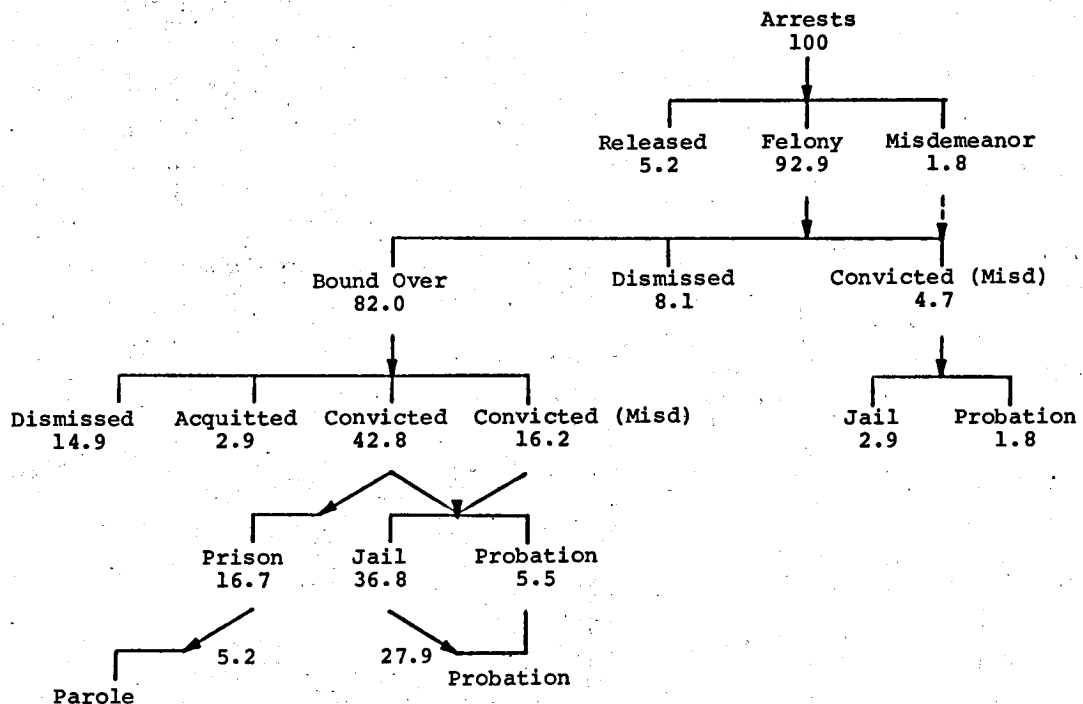 Arrests
100
Released Felony Misdemeanor
5.2 92.9 1.8
Bound Over Dismissed Convicted (Misd)
82.0 8.1 4.7
Dismissed Acquitted Convicted Convicted (Misd) Jail Probation
14.9 2.9 42.8 16.2 2.9 1.8
Prison Jail Probation
16.7 36.8 5.5
5.2 27.9
Probation
Parole